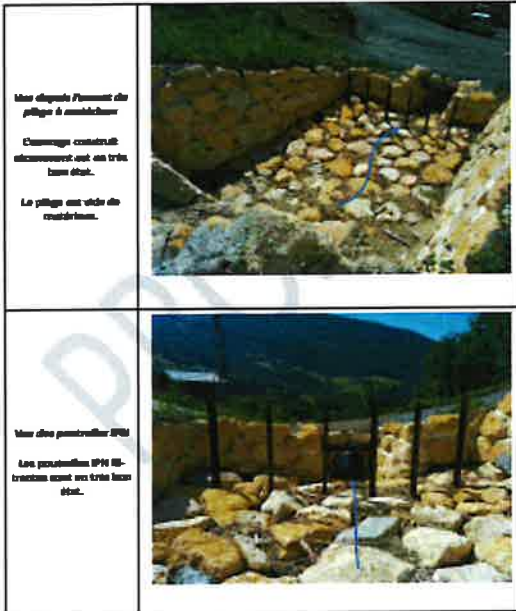 Vue depuis l'amont du
piège à matériaux
L'ouvrage construit
récemment est en très
bon état.
Le piège est vide de
matériaux.
Vue des poutrelles IPN
Les poutrelles IPN fil-
trantes sont en très bon
état.